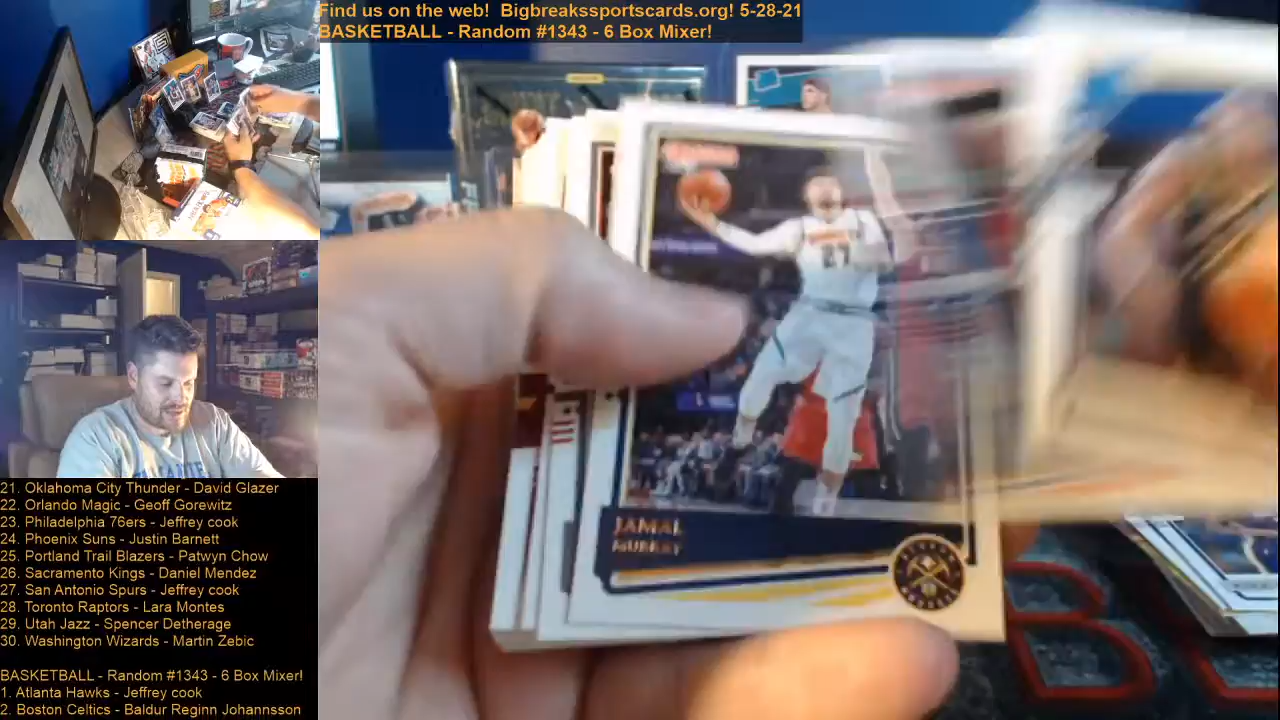 Find us on the web!  Bigbreakssportscards.org! 5-28-21
BASKETBALL - Random #1343 - 6 Box Mixer!
JAMAL
MURRAY
21. Oklahoma City Thunder - David Glazer
22. Orlando Magic - Geoff Gorewitz
23. Philadelphia 76ers - Jeffrey cook
24. Phoenix Suns - Justin Barnett
25. Portland Trail Blazers - Patwyn Chow
26. Sacramento Kings - Daniel Mendez
27. San Antonio Spurs - Jeffrey cook
28. Toronto Raptors - Lara Montes
29. Utah Jazz - Spencer Detherage
30. Washington Wizards - Martin Zebic
BASKETBALL - Random #1343 - 6 Box Mixer!
1. Atlanta Hawks - Jeffrey cook
2. Boston Celtics - Baldur Reginn Johannsson